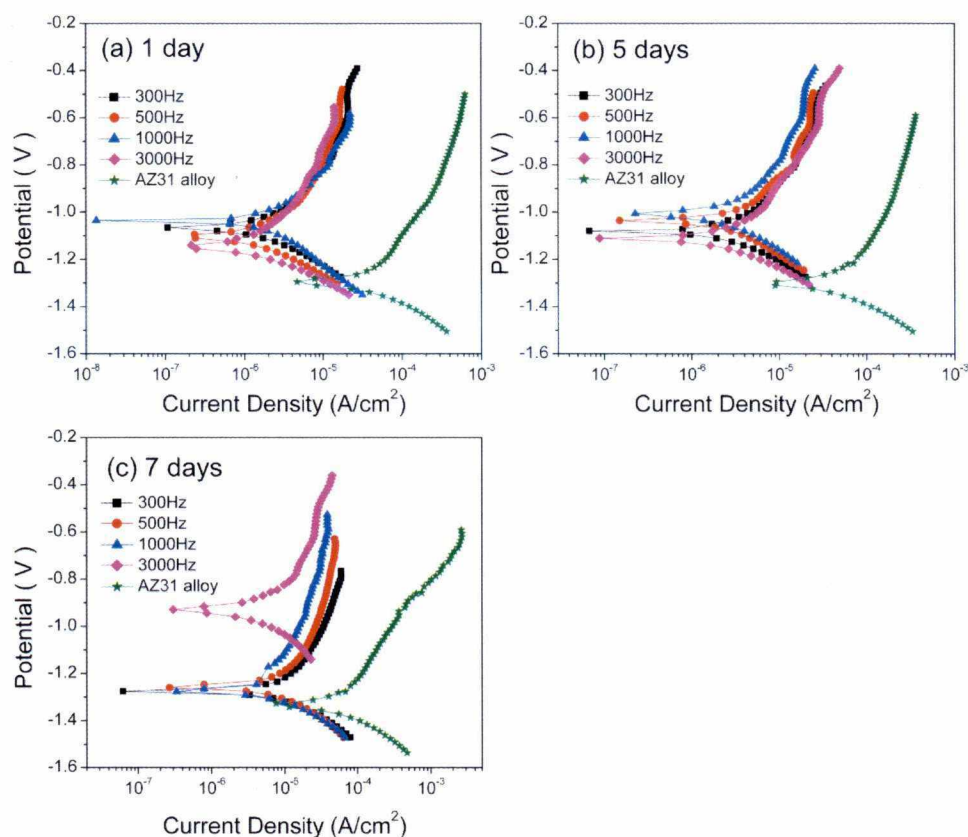 (a) 1 day
300Hz
500Hz
1000Hz
3000Hz
AZ31 alloy
-0.2
-0.4
-0.6
-0.8
-1.0
-1.2
-1.4
-1.6
Potential ( V)
10-8 10-7 10-6 10-5 10-4 10-3
Current Density (A/cm2)
(b) 5 days
300Hz
500Hz
1000Hz
3000Hz
AZ31 alloy
-0.2
-0.4
-0.6
-0.8
-1.0
-1.2
-1.4
-1.6
Potential ( V)
10-7 10-6 10-5 10-4 10-3
Current Density (A/cm2)
(c) 7 days
300Hz
500Hz
1000Hz
3000Hz
AZ31 alloy
-0.2
-0.4
-0.6
-0.8
-1.0
-1.2
-1.4
-1.6
Potential ( V)
10-7 10-6 10-5 10-4 10-3
Current Density (A/cm2)